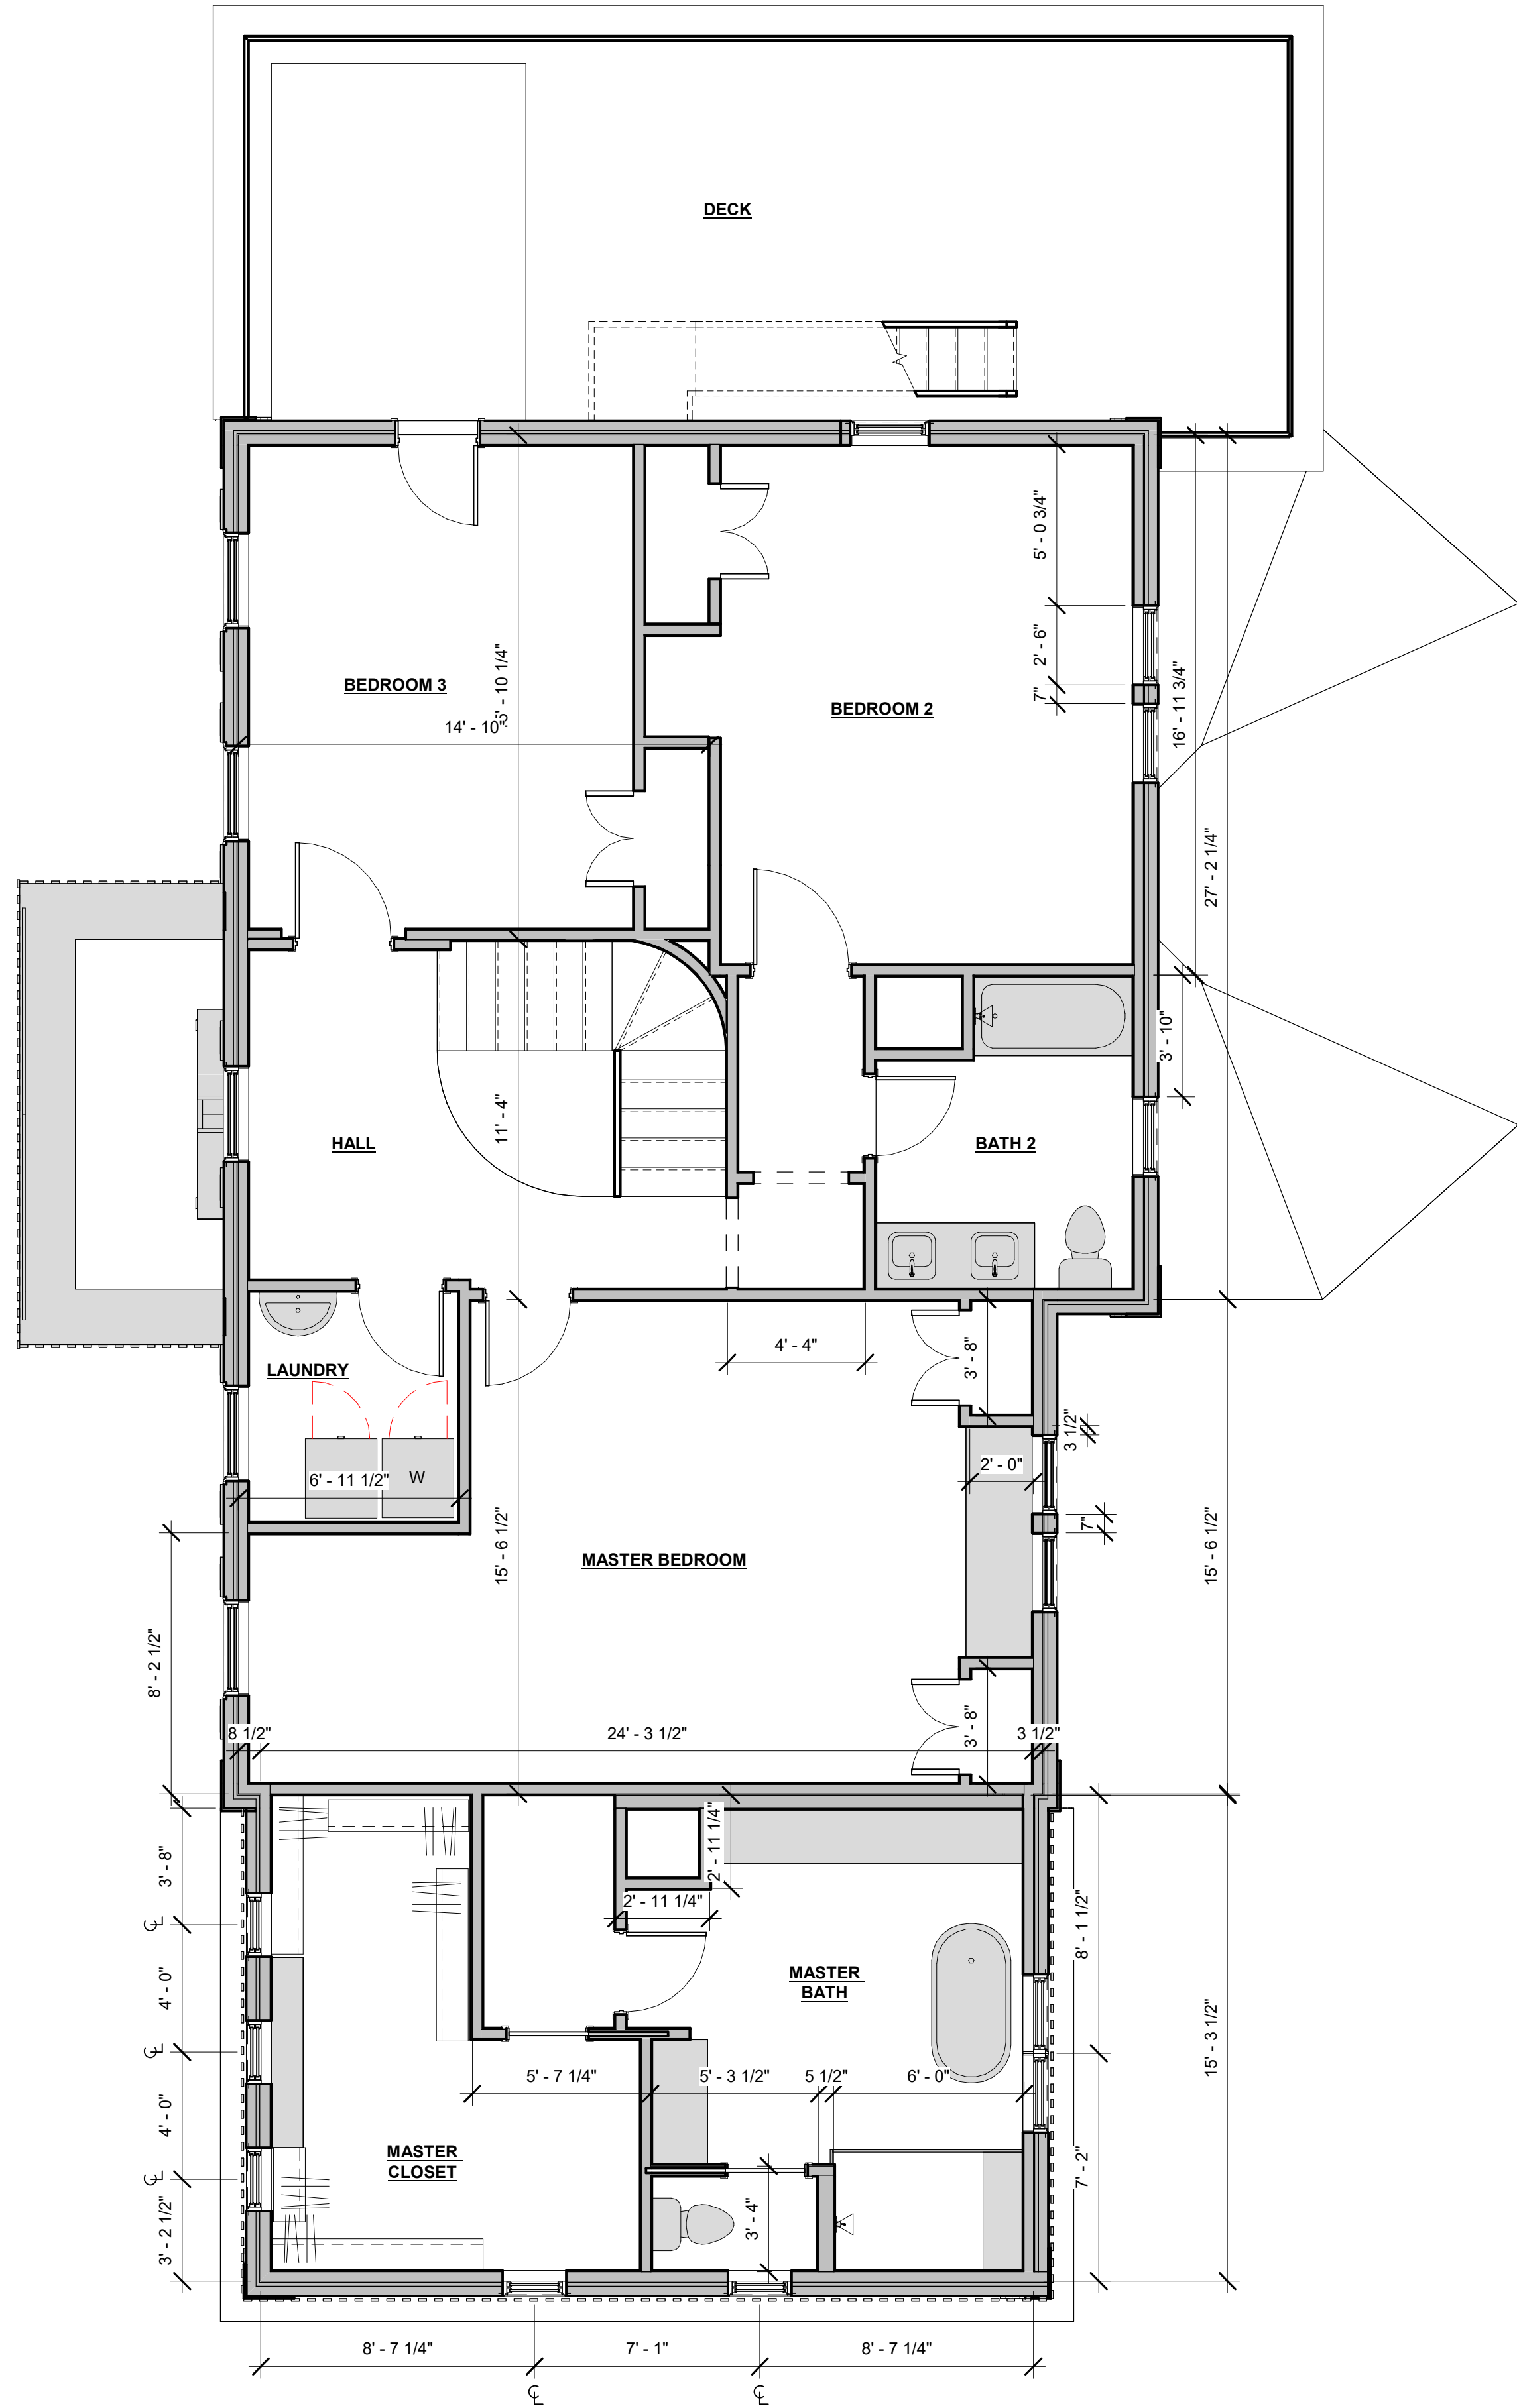 DECK
5' - 0 3/4"
2' - 6"
7"
16' - 11 3/4"
27' - 2 1/4"
BEDROOM 3
5' - 10 1/4"
14' - 10"
BEDROOM 2
3' - 10"
HALL
11' - 4"
BATH 2
4' - 4"
3' - 8"
LAUNDRY
6' - 11 1/2"
W
3 1/2"
2' - 0"
7"
15' - 6 1/2"
15' - 6 1/2"
MASTER BEDROOM
8' - 2 1/2"
8 1/2"
24' - 3 1/2"
3' - 8"
3 1/2"
3' - 8"
2' - 11 1/4"
2' - 11 1/4"
8' - 1 1/2"
CL
4' - 0"
MASTER
BATH
CL
15' - 3 1/2"
5' - 7 1/4"
5' - 3 1/2"
5 1/2"
6' - 0"
4' - 0"
MASTER
CLOSET
7' - 2"
CL
3' - 2 1/2"
3' - 4"
8' - 7 1/4"
7' - 1"
8' - 7 1/4"
CL
CL